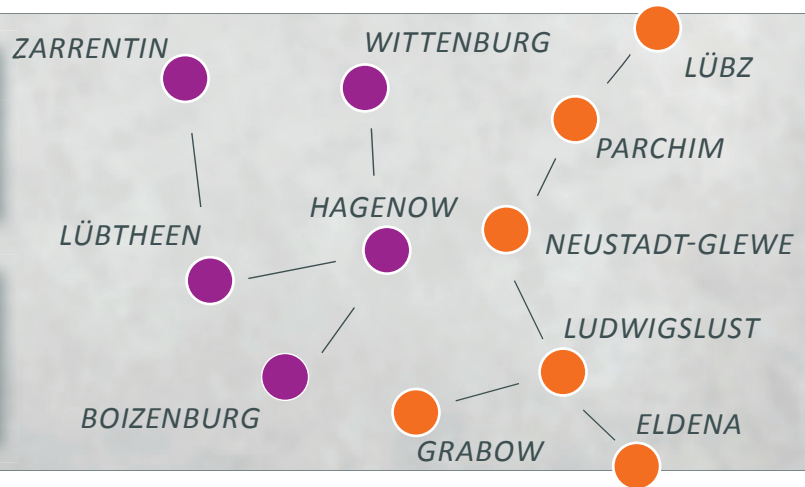 ZARRENTIN
WITTENBURG
LÜBZ
PARCHIM
HAGENOW
LÜBTHEEN
NEUSTADT-GLEWE
LUDWIGSLUST
BOIZENBURG
ELDENA
GRABOW